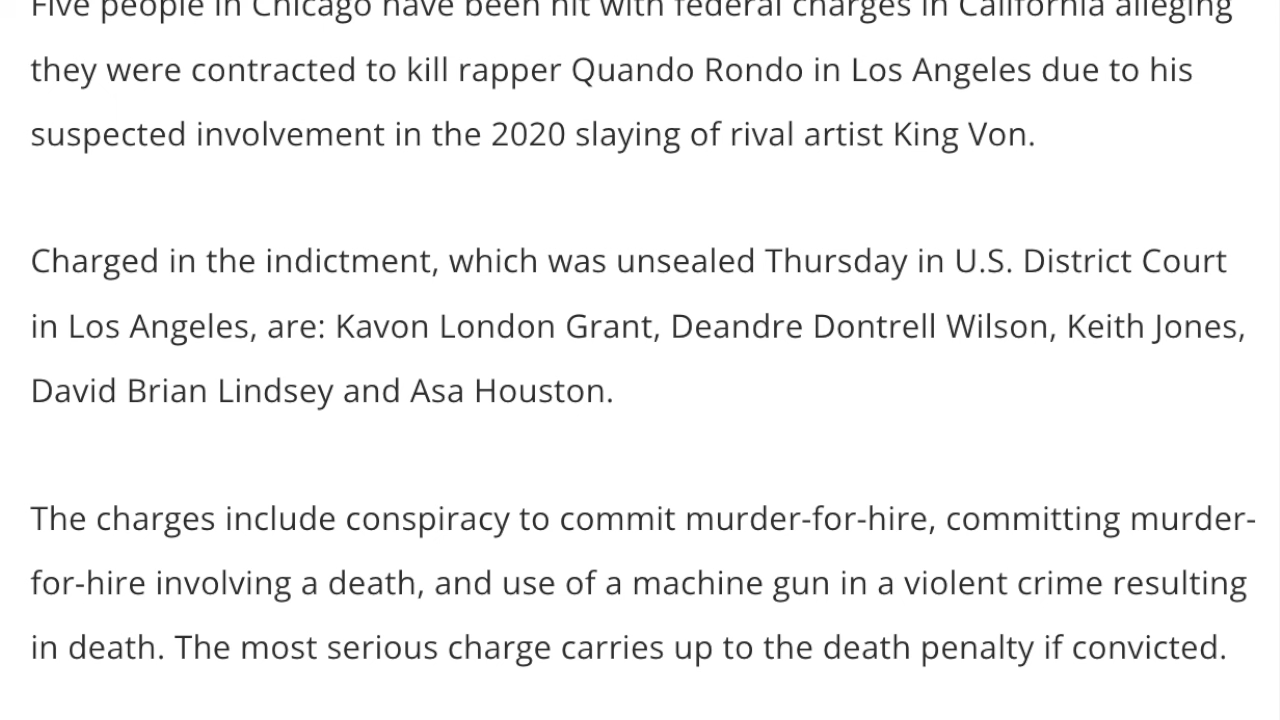 Five people in Chicago have been hit with federal charges in California alleging
they were contracted to kill rapper Quando Rondo in Los Angeles due to his
suspected involvement in the 2020 slaying of rival artist King Von.
Charged in the indictment, which was unsealed Thursday in U.S. District Court
in Los Angeles, are: Kavon London Grant, Deandre Dontrell Wilson, Keith Jones,
David Brian Lindsey and Asa Houston.
The charges include conspiracy to commit murder-for-hire, committing murder-
for-hire involving a death, and use of a machine gun in a violent crime resulting
in death. The most serious charge carries up to the death penalty if convicted.